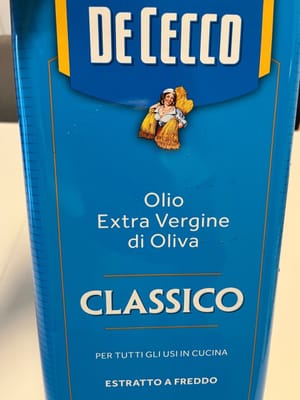 DE CECCO
Olio
Extra Vergine
di Oliva
CLASSICO
PER TUTTI GLI USI IN CUCINA
ESTRATTO A FREDDO